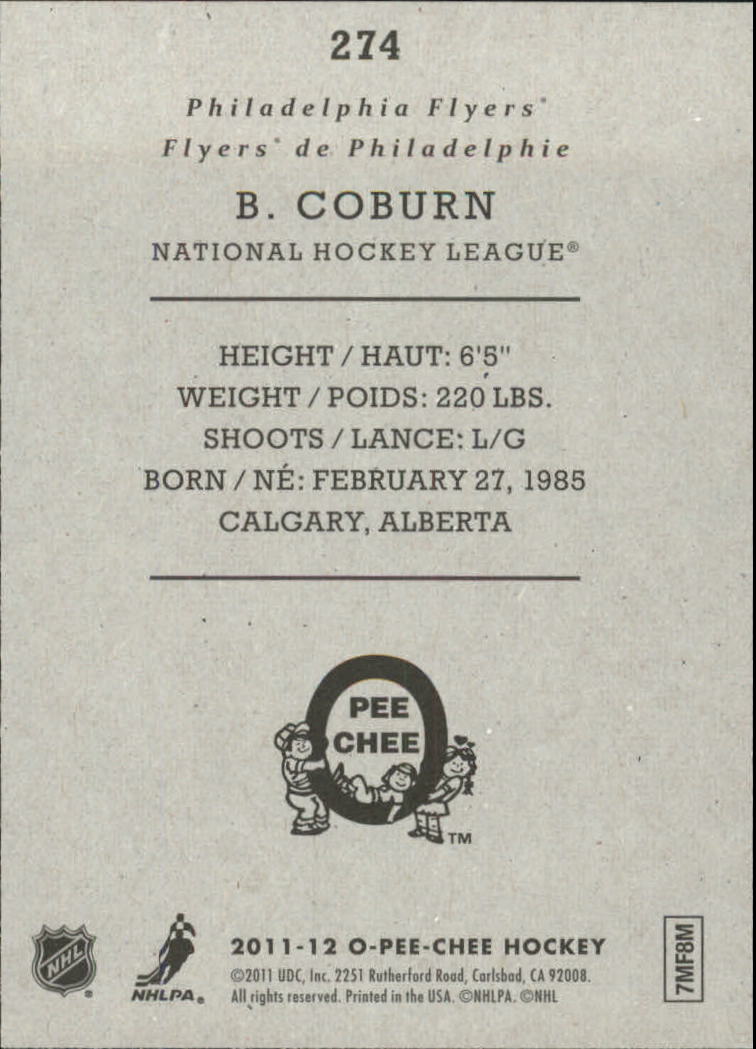 274
Philadelphia Flyers®
Flyers® de Philadelphie
B. COBURN
NATIONAL HOCKEY LEAGUE®
HEIGHT / HAUT: 6'5"
WEIGHT / POIDS: 220 LBS.
SHOOTS / LANCE: L/G
BORN / NÉ: FEBRUARY 27, 1985
CALGARY, ALBERTA
O
PEE
CHEE
TM
NHL®
NHLPA®
2011-12 O-PEE-CHEE HOCKEY
©2011 UDC, Inc. 2251 Rutherford Road, Carlsbad, CA 92008.
All rights reserved. Printed in the USA. ©NHLPA. ©NHL
7MF8M